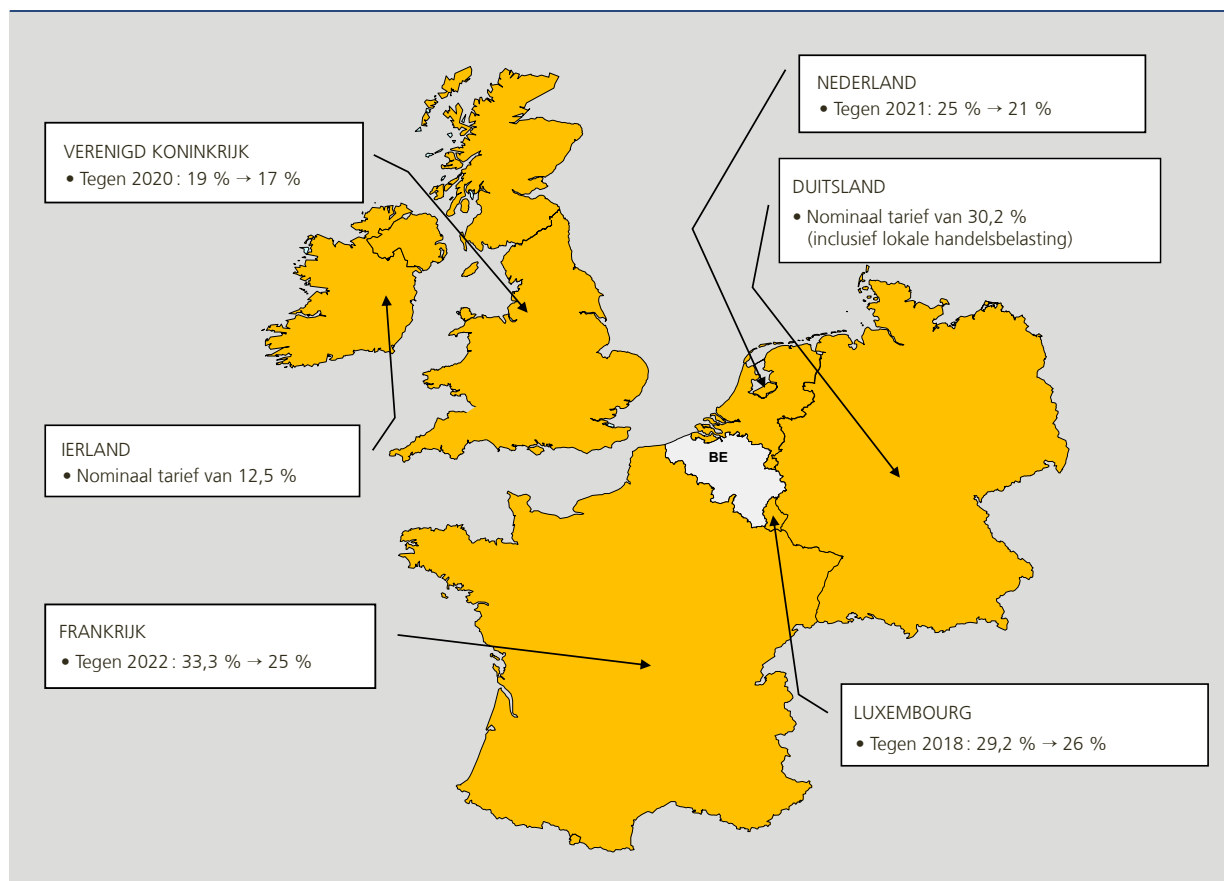 NEDERLAND
• Tegen 2021: 25 % → 21 %
VERENIGD KONINKRIJK
• Tegen 2020: 19 % → 17 %
DUITSLAND
• Nominaal tarief van 30,2 %
(inclusief lokale handelsbelasting)
IERLAND
• Nominaal tarief van 12,5 %
BE
FRANKRIJK
• Tegen 2022: 33,3 % → 25 %
LUXEMBOURG
• Tegen 2018: 29,2 % → 26 %